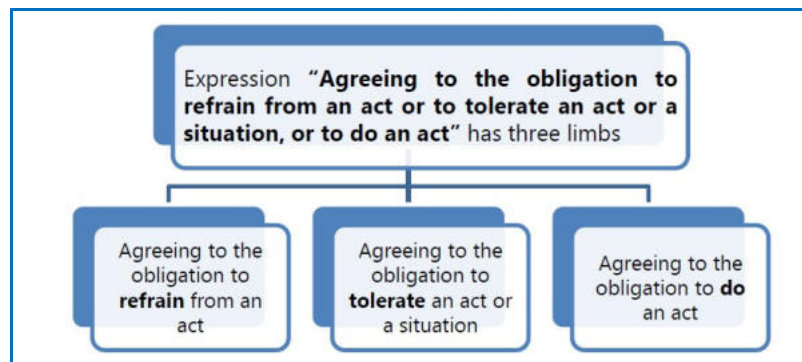 Expression “Agreeing to the obligation to
refrain from an act or to tolerate an act or a
situation, or to do an act” has three limbs
Agreeing to the
obligation to
refrain from an
act
Agreeing to the
obligation to
tolerate an act or
a situation
Agreeing to the
obligation to do
an act